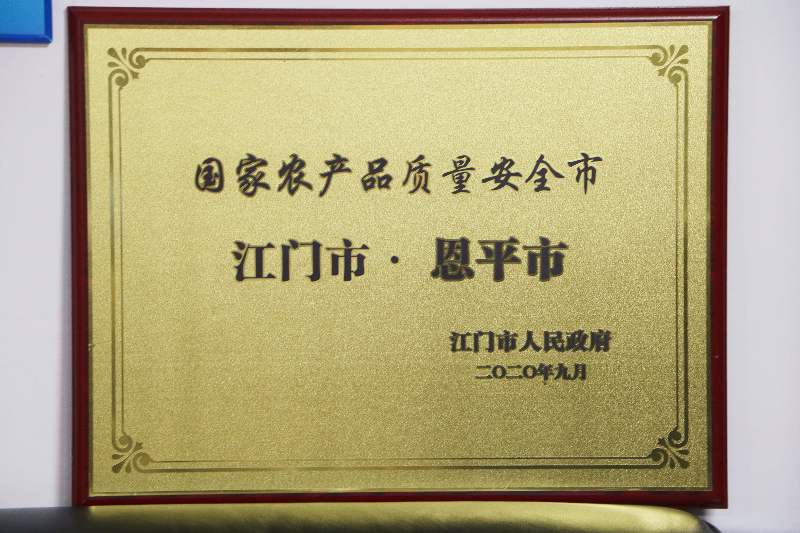 国家农产品质量安全市
江门市·恩平市
江门市人民政府
二〇二〇年九月